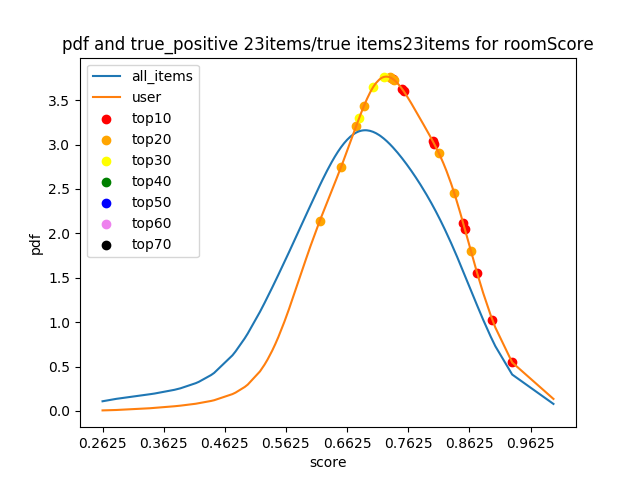 pdf and true_positive 23items/true items23items for roomScore
all_items
user
top10
top20
top30
top40
top50
top60
top70
pdf
3.5
3.0
2.5
2.0
1.5
1.0
0.5
0.0
0.2625 0.3625 0.4625 0.5625 0.6625 0.7625 0.8625 0.9625
score